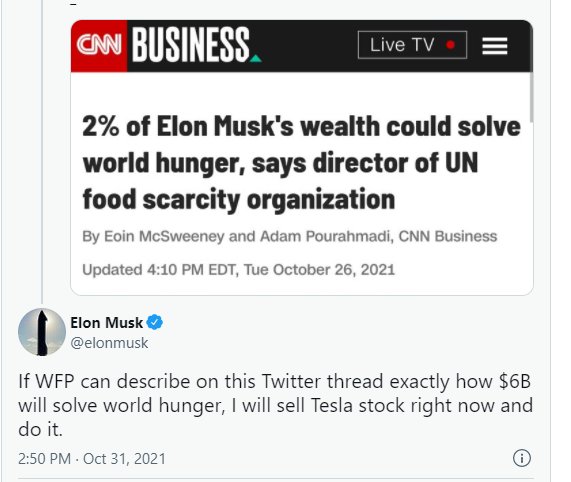 CNN BUSINESS
Live TV
2% of Elon Musk's wealth could solve
world hunger, says director of UN
food scarcity organization
By Eoin McSweeney and Adam Pourahmadi, CNN Business
Updated 4:10 PM EDT, Tue October 26, 2021
Elon Musk
@elonmusk
If WFP can describe on this Twitter thread exactly how $6B
will solve world hunger, I will sell Tesla stock right now and
do it.
2:50 PM · Oct 31, 2021